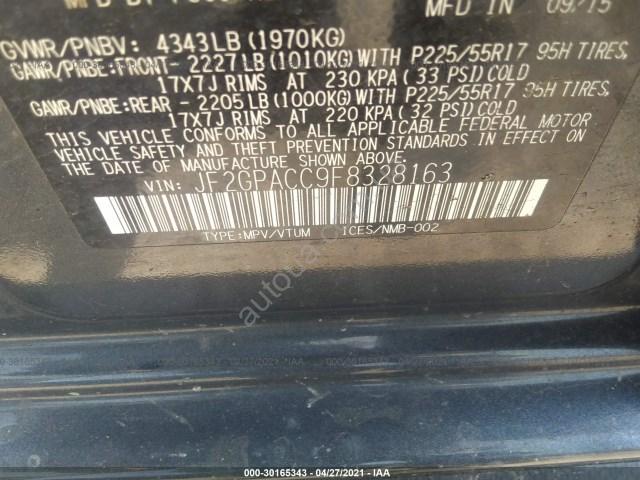 MFD BY
MFD IN 09/15
GVWR/PNBV: 4343LB (1970KG)
GAWR/PNBE:FRONT- 2227LB(1010KG)WITH P225/55R17 95H TIRES,
17X7J RIMS AT 230 KPA (33 PSI)COLD
GAWR/PNBE:REAR - 2205LB(1000KG)WITH P225/55R17 95H TIRES,
17X7J RIMS AT 220 KPA (32 PSI)COLD
THIS VEHICLE CONFORMS TO ALL APPLICABLE FEDERAL MOTOR
VEHICLE SAFETY AND THEFT PREVENTION STANDARDS IN EFFECT ON
THE DATE OF MANUFACTURE SHOWN ABOVE.
VIN: JF2GPACC9F8328163
TYPE:MPV/VTUM ICES/NMB-002
000-30165343 04/27/2021 - IAA